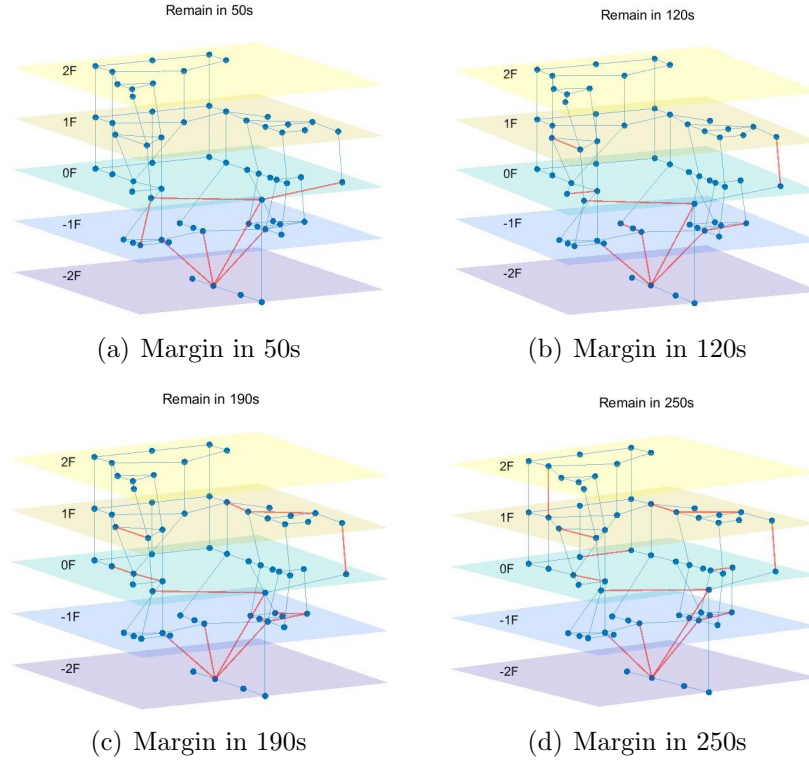 Remain in 50s
2F
1F
0F
-1F
-2F
(a) Margin in 50s
Remain in 120s
2F
1F
0F
-1F
-2F
(b) Margin in 120s
Remain in 190s
2F
1F
0F
-1F
-2F
(c) Margin in 190s
Remain in 250s
2F
1F
0F
-1F
-2F
(d) Margin in 250s